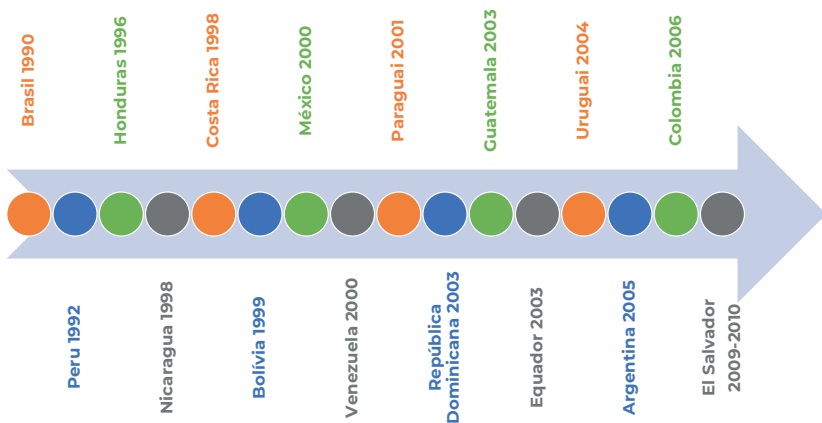 Brasil 1990
Honduras 1996
Costa Rica 1998
México 2000
Paraguai 2001
Guatemala 2003
Uruguai 2004
Colombia 2006
Peru 1992
Nicaragua 1998
Bolívia 1999
Venezuela 2000
República
Dominicana 2003
Equador 2003
Argentina 2005
El Salvador
2009-2010